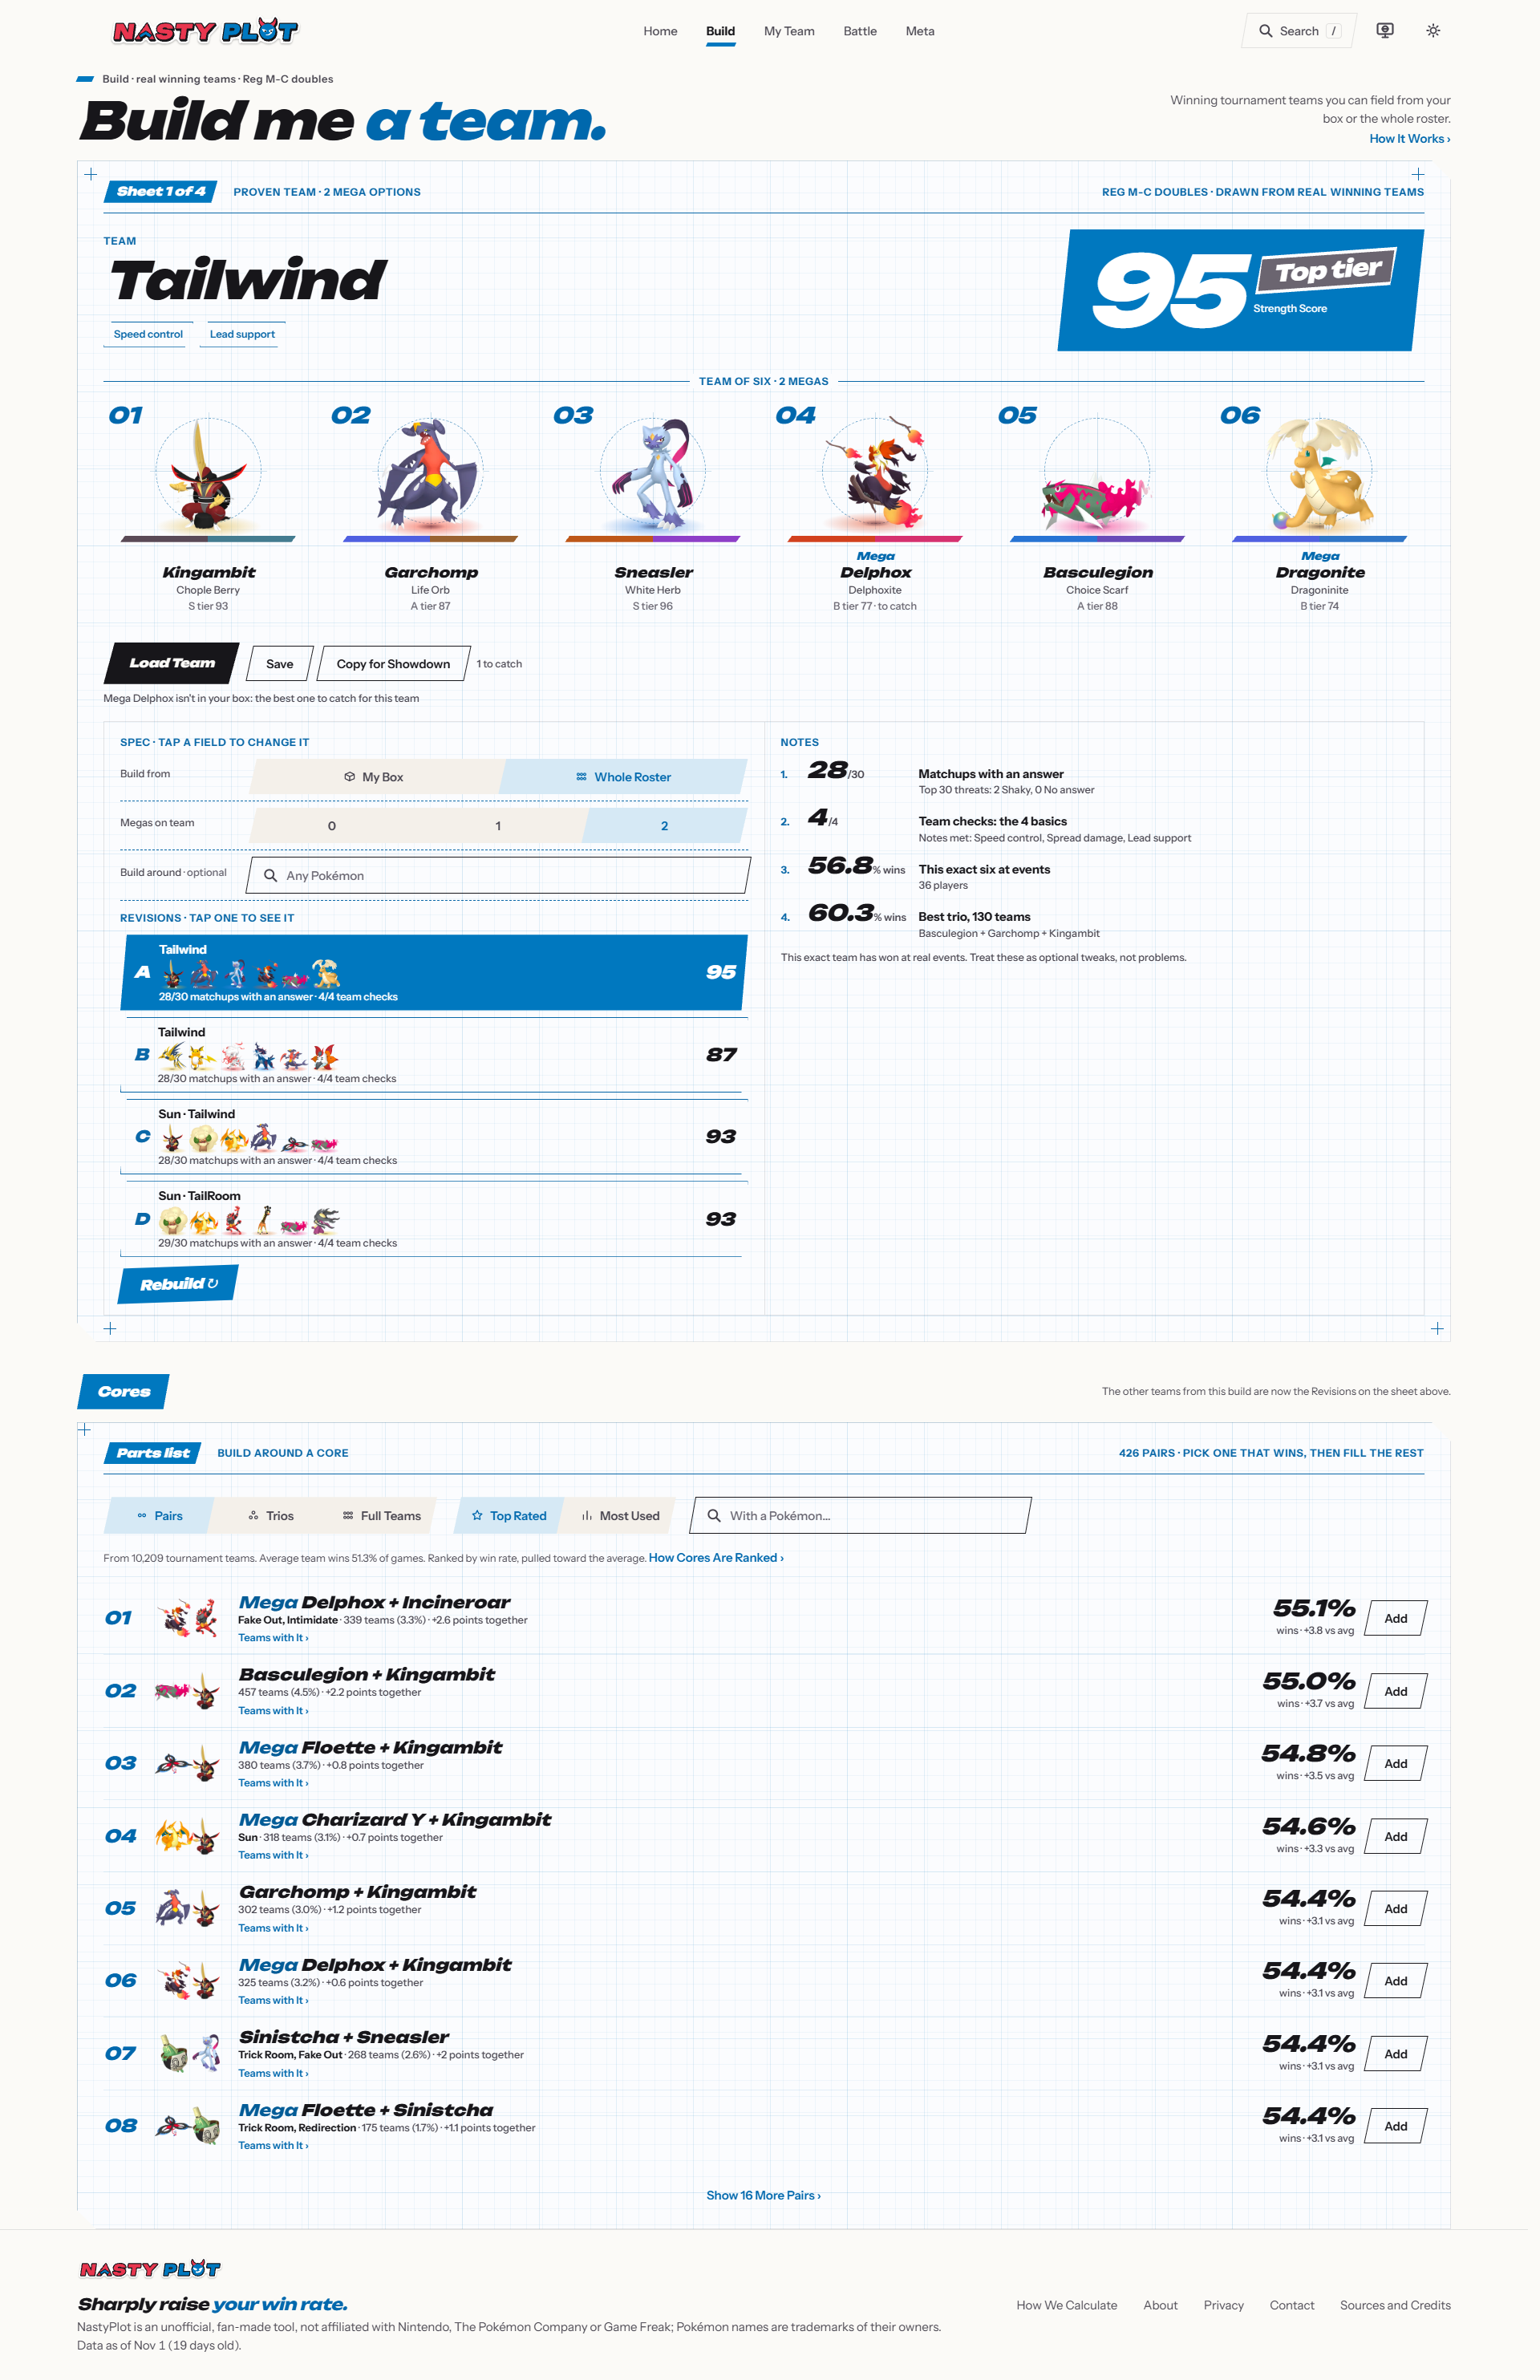 NASTY PLOT
Home
Build
My Team
Battle
Meta
Search /
Build · real winning teams · Reg M-C doubles
Build me a team.
Winning tournament teams you can field from your
box or the whole roster.
How It Works ›
Sheet 1 of 4
PROVEN TEAM · 2 MEGA OPTIONS
REG M-C DOUBLES · DRAWN FROM REAL WINNING TEAMS
TEAM
Tailwind
Speed control
Lead support
95
Top tier
Strength Score
TEAM OF SIX · 2 MEGAS
01
Kingambit
Chople Berry
S tier 93
02
Garchomp
Life Orb
A tier 87
03
Sneasler
White Herb
S tier 96
04
Mega
Delphox
Delphoxite
B tier 77 · to catch
05
Basculegion
Choice Scarf
A tier 88
06
Mega
Dragonite
Dragoninite
B tier 74
Load Team
Save
Copy for Showdown
1 to catch
Mega Delphox isn't in your box: the best one to catch for this team
SPEC · TAP A FIELD TO CHANGE IT
Build from
My Box
Whole Roster
Megas on team
0
1
2
Build around · optional
Any Pokémon
REVISIONS · TAP ONE TO SEE IT
A
Tailwind
28/30 matchups with an answer · 4/4 team checks
95
B
Tailwind
28/30 matchups with an answer · 4/4 team checks
87
C
Sun · Tailwind
28/30 matchups with an answer · 4/4 team checks
93
D
Sun · TailRoom
29/30 matchups with an answer · 4/4 team checks
93
Rebuild ↻
NOTES
1. 28/30
Matchups with an answer
Top 30 threats: 2 Shaky, 0 No answer
2. 4/4
Team checks: the 4 basics
Notes met: Speed control, Spread damage, Lead support
3. 56.8% wins
This exact six at events
36 players
4. 60.3% wins
Best trio, 130 teams
Basculegion + Garchomp + Kingambit
This exact team has won at real events. Treat these as optional tweaks, not problems.
Cores
The other teams from this build are now the Revisions on the sheet above.
Parts list
BUILD AROUND A CORE
426 PAIRS · PICK ONE THAT WINS, THEN FILL THE REST
Pairs
Trios
Full Teams
Top Rated
Most Used
With a Pokémon...
From 10,209 tournament teams. Average team wins 51.3% of games. Ranked by win rate, pulled toward the average. How Cores Are Ranked ›
01
Mega Delphox + Incineroar
Fake Out, Intimidate · 339 teams (3.3%) · +2.6 points together
Teams with It ›
55.1%
wins · +3.8 vs avg
Add
02
Basculegion + Kingambit
457 teams (4.5%) · +2.2 points together
Teams with It ›
55.0%
wins · +3.7 vs avg
Add
03
Mega Floette + Kingambit
380 teams (3.7%) · +0.8 points together
Teams with It ›
54.8%
wins · +3.5 vs avg
Add
04
Mega Charizard Y + Kingambit
Sun · 318 teams (3.1%) · +0.7 points together
Teams with It ›
54.6%
wins · +3.3 vs avg
Add
05
Garchomp + Kingambit
302 teams (3.0%) · +1.2 points together
Teams with It ›
54.4%
wins · +3.1 vs avg
Add
06
Mega Delphox + Kingambit
325 teams (3.2%) · +0.6 points together
Teams with It ›
54.4%
wins · +3.1 vs avg
Add
07
Sinistcha + Sneasler
Trick Room, Fake Out · 268 teams (2.6%) · +2 points together
Teams with It ›
54.4%
wins · +3.1 vs avg
Add
08
Mega Floette + Sinistcha
Trick Room, Redirection · 175 teams (1.7%) · +1.1 points together
Teams with It ›
54.4%
wins · +3.1 vs avg
Add
Show 16 More Pairs ›
NASTY PLOT
Sharply raise your win rate.
NastyPlot is an unofficial, fan-made tool, not affiliated with Nintendo, The Pokémon Company or Game Freak; Pokémon names are trademarks of their owners.
Data as of Nov 1 (19 days old).
How We Calculate
About
Privacy
Contact
Sources and Credits